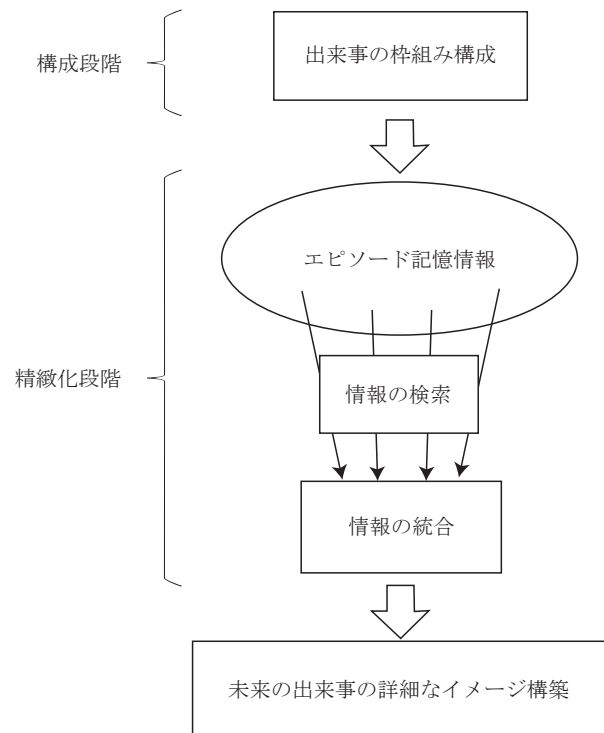 構成段階
出来事の枠組み構成
エピソード記憶情報
精緻化段階
情報の検索
情報の統合
未来の出来事の詳細なイメージ構築